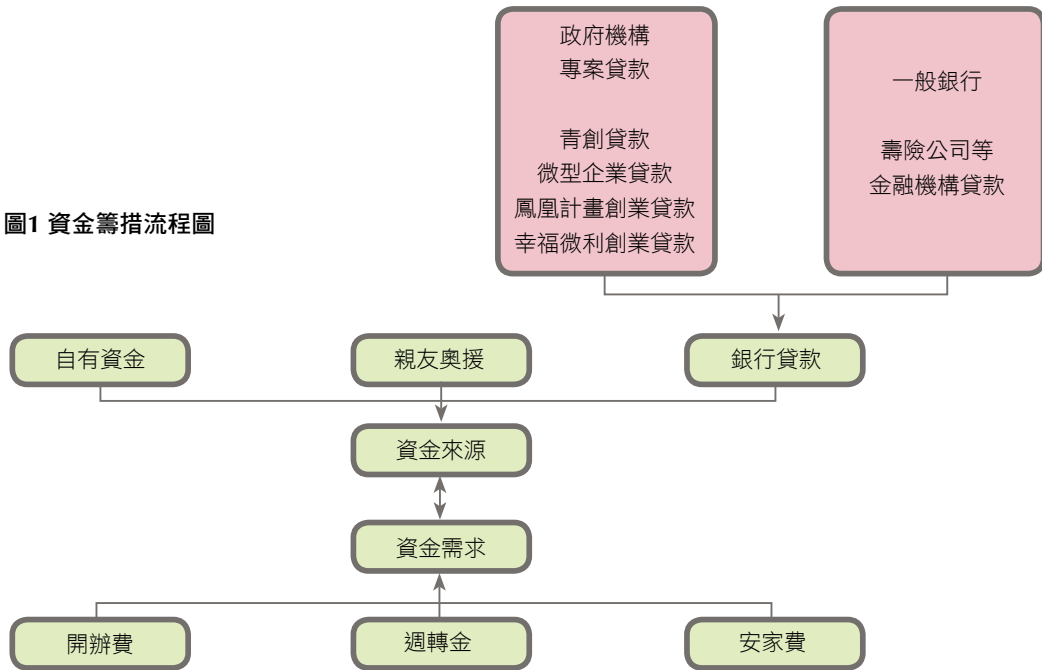 政府機構
專案貸款
青創貸款
微型企業貸款
鳳凰計畫創業貸款
幸福微利創業貸款
一般銀行
壽險公司等
金融機構貸款
圖1 資金籌措流程圖
自有資金
親友奧援
銀行貸款
資金來源
資金需求
開辦費
週轉金
安家費